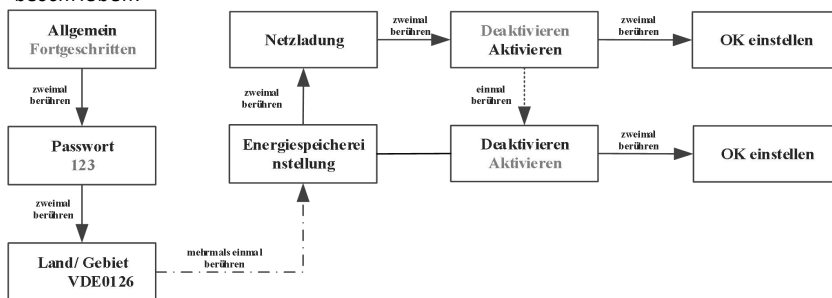 Allgemein
Fortgeschritten
zweimal
berühren
Passwort
123
zweimal
berühren
Land/ Gebiet
VDE0126
mehrmals einmal
berühren
Energiespeicherei
nstellung
zweimal
berühren
Netzladung
zweimal
berühren
Deaktivieren
Aktivieren
zweimal
berühren
OK einstellen
einmal
berühren
Deaktivieren
Aktivieren
zweimal
berühren
OK einstellen